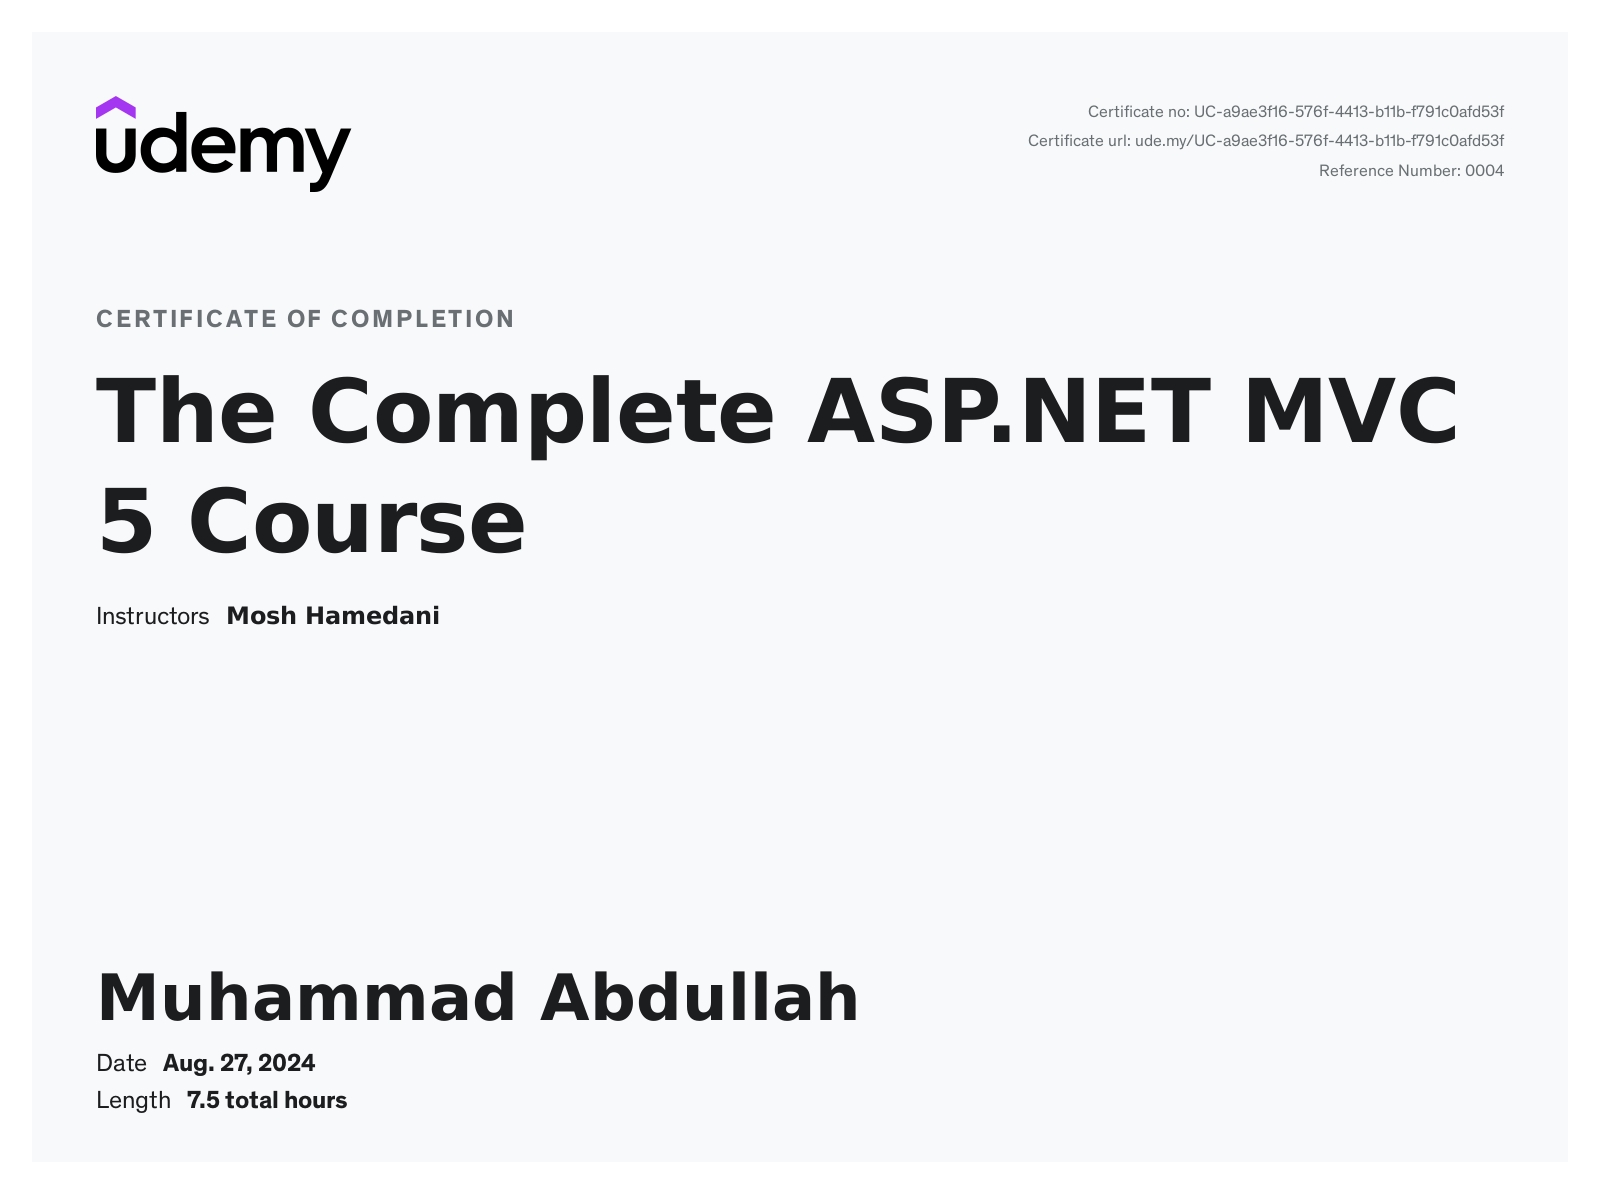 udemy
Certificate no: UC-a9ae3f16-576f-4413-b11b-f791c0afd53f
Certificate url: ude.my/UC-a9ae3f16-576f-4413-b11b-f791c0afd53f
Reference Number: 0004
CERTIFICATE OF COMPLETION
The Complete ASP.NET MVC
5 Course
Instructors Mosh Hamedani
Muhammad Abdullah
Date Aug. 27, 2024
Length 7.5 total hours